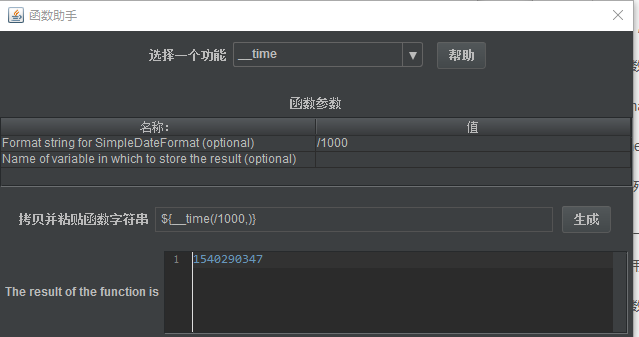 函数助手
选择一个功能 __time 帮助
函数参数
名称: 值
Format string for SimpleDateFormat (optional) /1000
Name of variable in which to store the result (optional)
拷贝并粘贴函数字符串 ${__time(/1000,)} 生成
1 1540290347
The result of the function is